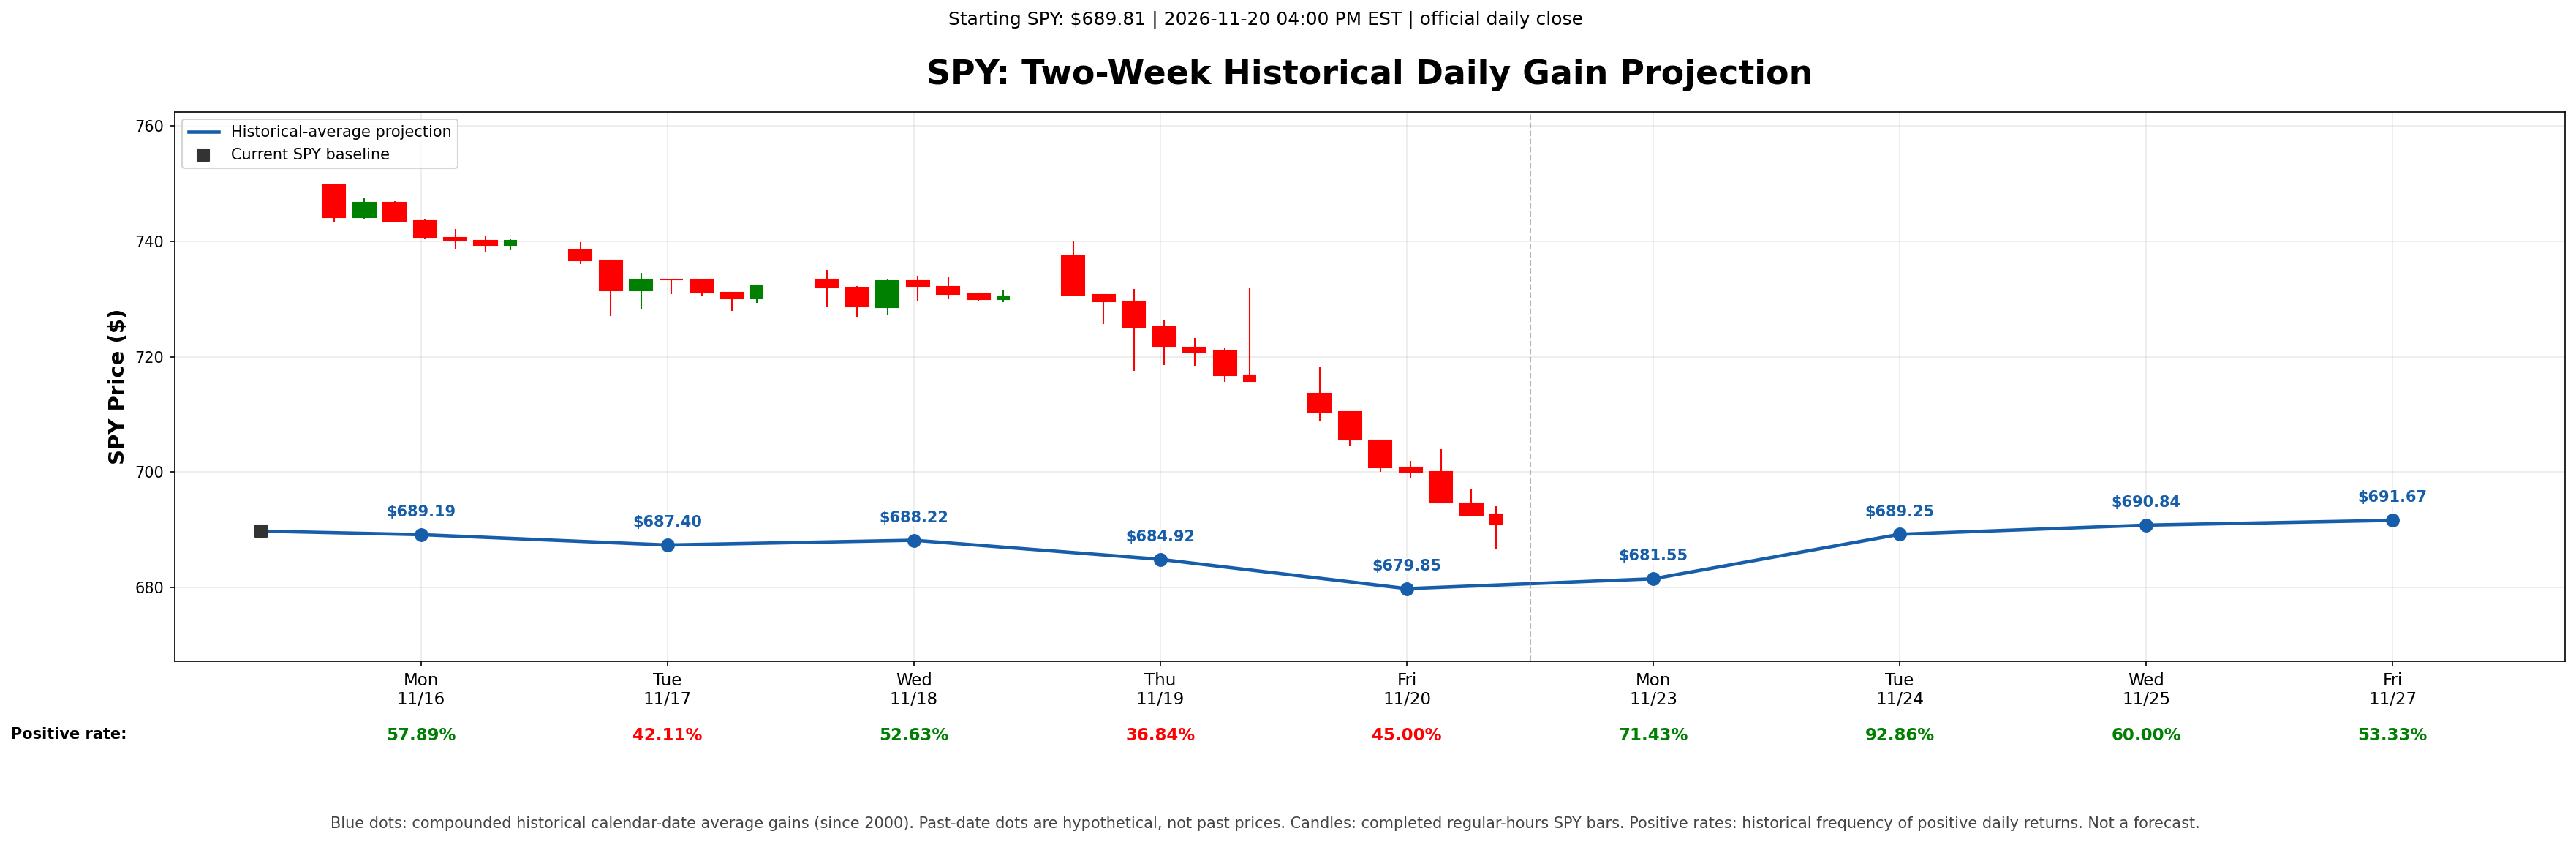 Starting SPY: $689.81 | 2026-11-20 04:00 PM EST | official daily close
SPY: Two-Week Historical Daily Gain Projection
Historical-average projection
Current SPY baseline
SPY Price ($)
760
740
720
700
680
$689.19
$687.40
$688.22
$684.92
$679.85
$681.55
$689.25
$690.84
$691.67
Mon Tue Wed Thu Fri Mon Tue Wed Fri
11/16 11/17 11/18 11/19 11/20 11/23 11/24 11/25 11/27
Positive rate: 57.89% 42.11% 52.63% 36.84% 45.00% 71.43% 92.86% 60.00% 53.33%
Blue dots: compounded historical calendar-date average gains (since 2000). Past-date dots are hypothetical, not past prices. Candles: completed regular-hours SPY bars. Positive rates: historical frequency of positive daily returns. Not a forecast.